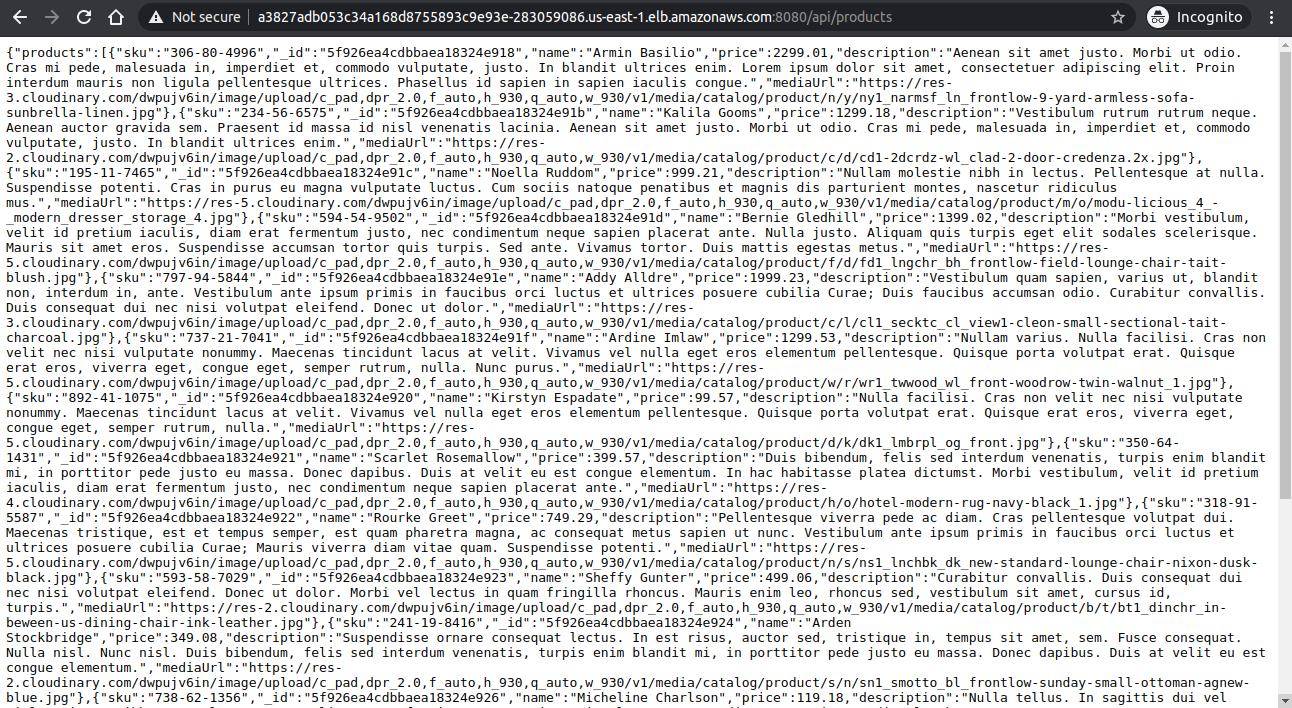 Not secure | a3827adb053c34a168d8755893c9e93e-283059086.us-east-1.elb.amazonaws.com:8080/api/products Incognito
{"products":[{"sku":"306-80-4996","_id":"5f926ea4cdbbaea18324e918","name":"Armin Basilio","price":2299.01,"description":"Aenean sit amet justo. Morbi ut odio.
Cras mi pede, malesuada in, imperdiet et, commodo vulputate, justo. In blandit ultrices enim. Lorem ipsum dolor sit amet, consectetuer adipiscing elit. Proin
interdum mauris non ligula pellentesque ultrices. Phasellus id sapien in sapien iaculis congue.","mediaUrl":"https://res-
3.cloudinary.com/dwpujv6in/image/upload/c_pad,dpr_2.0,f_auto,h_930,q_auto,w_930/v1/media/catalog/product/n/y/ny1_narmsf_ln_frontlow-9-yard-armless-sofa-
sunbrella-linen.jpg"},{"sku":"234-56-6575","_id":"5f926ea4cdbbaea18324e91b","name":"Kalila Gooms","price":1299.18,"description":"Vestibulum rutrum rutrum neque.
Aenean auctor gravida sem. Praesent id massa id nisl venenatis lacinia. Aenean sit amet justo. Morbi ut odio. Cras mi pede, malesuada in, imperdiet et, commodo
vulputate, justo. In blandit ultrices enim.","mediaUrl":"https://res-
2.cloudinary.com/dwpujv6in/image/upload/c_pad,dpr_2.0,f_auto,h_930,q_auto,w_930/v1/media/catalog/product/c/d/cd1-2dcrdz-wl_clad-2-door-credenza.2x.jpg"},
{"sku":"195-11-7465","_id":"5f926ea4cdbbaea18324e91c","name":"Noella Ruddom","price":999.21,"description":"Nullam molestie nibh in lectus. Pellentesque at nulla.
Suspendisse potenti. Cras in purus eu magna vulputate luctus. Cum sociis natoque penatibus et magnis dis parturient montes, nascetur ridiculus
mus.","mediaUrl":"https://res-5.cloudinary.com/dwpujv6in/image/upload/c_pad,dpr_2.0,f_auto,h_930,q_auto,w_930/v1/media/catalog/product/m/o/modu-licious_4_-
_modern_dresser_storage_4.jpg"},{"sku":"594-54-9502","_id":"5f926ea4cdbbaea18324e91d","name":"Bernie Gledhill","price":1399.02,"description":"Morbi vestibulum,
velit id pretium iaculis, diam erat fermentum justo, nec condimentum neque sapien placerat ante. Nulla justo. Aliquam quis turpis eget elit sodales scelerisque.
Mauris sit amet eros. Suspendisse accumsan tortor quis turpis. Sed ante. Vivamus tortor. Duis mattis egestas metus.","mediaUrl":"https://res-
5.cloudinary.com/dwpujv6in/image/upload/c_pad,dpr_2.0,f_auto,h_930,q_auto,w_930/v1/media/catalog/product/f/d/fd1_lngchr_bh_frontlow-field-lounge-chair-tait-
blush.jpg"},{"sku":"797-94-5844","_id":"5f926ea4cdbbaea18324e91e","name":"Addy Alldre","price":1999.23,"description":"Vestibulum quam sapien, varius ut, blandit
non, interdum in, ante. Vestibulum ante ipsum primis in faucibus orci luctus et ultrices posuere cubilia Curae; Duis faucibus accumsan odio. Curabitur convallis.
Duis consequat dui nec nisi volutpat eleifend. Donec ut dolor.","mediaUrl":"https://res-
3.cloudinary.com/dwpujv6in/image/upload/c_pad,dpr_2.0,f_auto,h_930,q_auto,w_930/v1/media/catalog/product/c/l/cl1_secktc_cl_view1-cleon-small-sectional-tait-
charcoal.jpg"},{"sku":"737-21-7041","_id":"5f926ea4cdbbaea18324e91f","name":"Ardine Imlaw","price":1299.53,"description":"Nullam varius. Nulla facilisi. Cras non
velit nec nisi vulputate nonummy. Maecenas tincidunt lacus at velit. Vivamus vel nulla eget eros elementum pellentesque. Quisque porta volutpat erat. Quisque
erat eros, viverra eget, congue eget, semper rutrum, nulla. Nunc purus.","mediaUrl":"https://res-
5.cloudinary.com/dwpujv6in/image/upload/c_pad,dpr_2.0,f_auto,h_930,q_auto,w_930/v1/media/catalog/product/w/r/wr1_twwood_wl_front-woodrow-twin-walnut_1.jpg"},
{"sku":"892-41-1075","_id":"5f926ea4cdbbaea18324e920","name":"Kirstyn Espadate","price":99.57,"description":"Nulla facilisi. Cras non velit nec nisi vulputate
nonummy. Maecenas tincidunt lacus at velit. Vivamus vel nulla eget eros elementum pellentesque. Quisque porta volutpat erat. Quisque erat eros, viverra eget,
congue eget, semper rutrum, nulla.","mediaUrl":"https://res-
5.cloudinary.com/dwpujv6in/image/upload/c_pad,dpr_2.0,f_auto,h_930,q_auto,w_930/v1/media/catalog/product/d/k/dk1_lmbrpl_og_front.jpg"},{"sku":"350-64-
1431","_id":"5f926ea4cdbbaea18324e921","name":"Scarlet Rosemallow","price":399.57,"description":"Duis bibendum, felis sed interdum venenatis, turpis enim blandit
mi, in porttitor pede justo eu massa. Donec dapibus. Duis at velit eu est congue elementum. In hac habitasse platea dictumst. Morbi vestibulum, velit id pretium
iaculis, diam erat fermentum justo, nec condimentum neque sapien placerat ante.","mediaUrl":"https://res-
4.cloudinary.com/dwpujv6in/image/upload/c_pad,dpr_2.0,f_auto,h_930,q_auto,w_930/v1/media/catalog/product/h/o/hotel-modern-rug-navy-black_1.jpg"},{"sku":"318-91-
5587","_id":"5f926ea4cdbbaea18324e922","name":"Rourke Greet","price":749.29,"description":"Pellentesque viverra pede ac diam. Cras pellentesque volutpat dui.
Maecenas tristique, est et tempus semper, est quam pharetra magna, ac consequat metus sapien ut nunc. Vestibulum ante ipsum primis in faucibus orci luctus et
ultrices posuere cubilia Curae; Mauris viverra diam vitae quam. Suspendisse potenti.","mediaUrl":"https://res-
5.cloudinary.com/dwpujv6in/image/upload/c_pad,dpr_2.0,f_auto,h_930,q_auto,w_930/v1/media/catalog/product/n/s/ns1_lnchbk_dk_new-standard-lounge-chair-nixon-dusk-
black.jpg"},{"sku":"593-58-7029","_id":"5f926ea4cdbbaea18324e923","name":"Sheffy Gunter","price":499.06,"description":"Curabitur convallis. Duis consequat dui
nec nisi volutpat eleifend. Donec ut dolor. Morbi vel lectus in quam fringilla rhoncus. Mauris enim leo, rhoncus sed, vestibulum sit amet, cursus id,
turpis.","mediaUrl":"https://res-2.cloudinary.com/dwpujv6in/image/upload/c_pad,dpr_2.0,f_auto,h_930,q_auto,w_930/v1/media/catalog/product/b/t/bt1_dinchr_in-
beween-us-dining-chair-ink-leather.jpg"},{"sku":"241-19-8416","_id":"5f926ea4cdbbaea18324e924","name":"Arden
Stockbridge","price":349.08,"description":"Suspendisse ornare consequat lectus. In est risus, auctor sed, tristique in, tempus sit amet, sem. Fusce consequat.
Nulla nisl. Nunc nisl. Duis bibendum, felis sed interdum venenatis, turpis enim blandit mi, in porttitor pede justo eu massa. Donec dapibus. Duis at velit eu est
congue elementum.","mediaUrl":"https://res-
2.cloudinary.com/dwpujv6in/image/upload/c_pad,dpr_2.0,f_auto,h_930,q_auto,w_930/v1/media/catalog/product/s/n/sn1_smotto_bl_frontlow-sunday-small-ottoman-agnew-
blue.jpg"},{"sku":"738-62-1356","_id":"5f926ea4cdbbaea18324e926","name":"Micheline Charlson","price":119.18,"description":"Nulla tellus. In sagittis dui vel